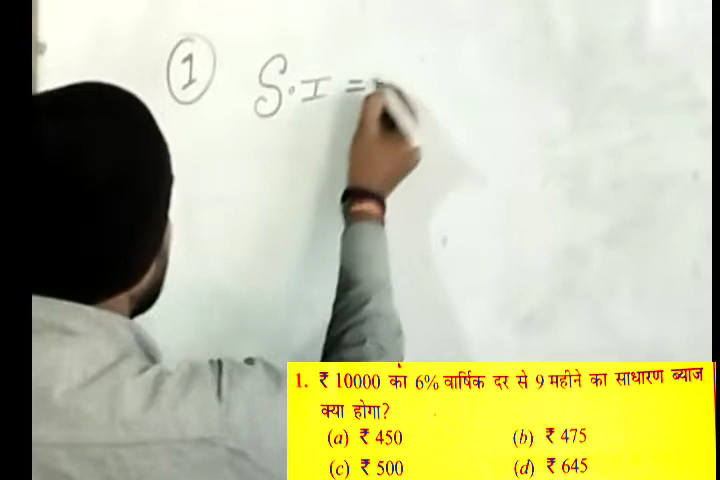 1 S.I =
1. ₹ 10000 का 6% वार्षिक दर से 9 महीने का साधारण ब्याज
क्या होगा?
(a) ₹ 450 (b) ₹ 475
(c) ₹ 500 (d) ₹ 645